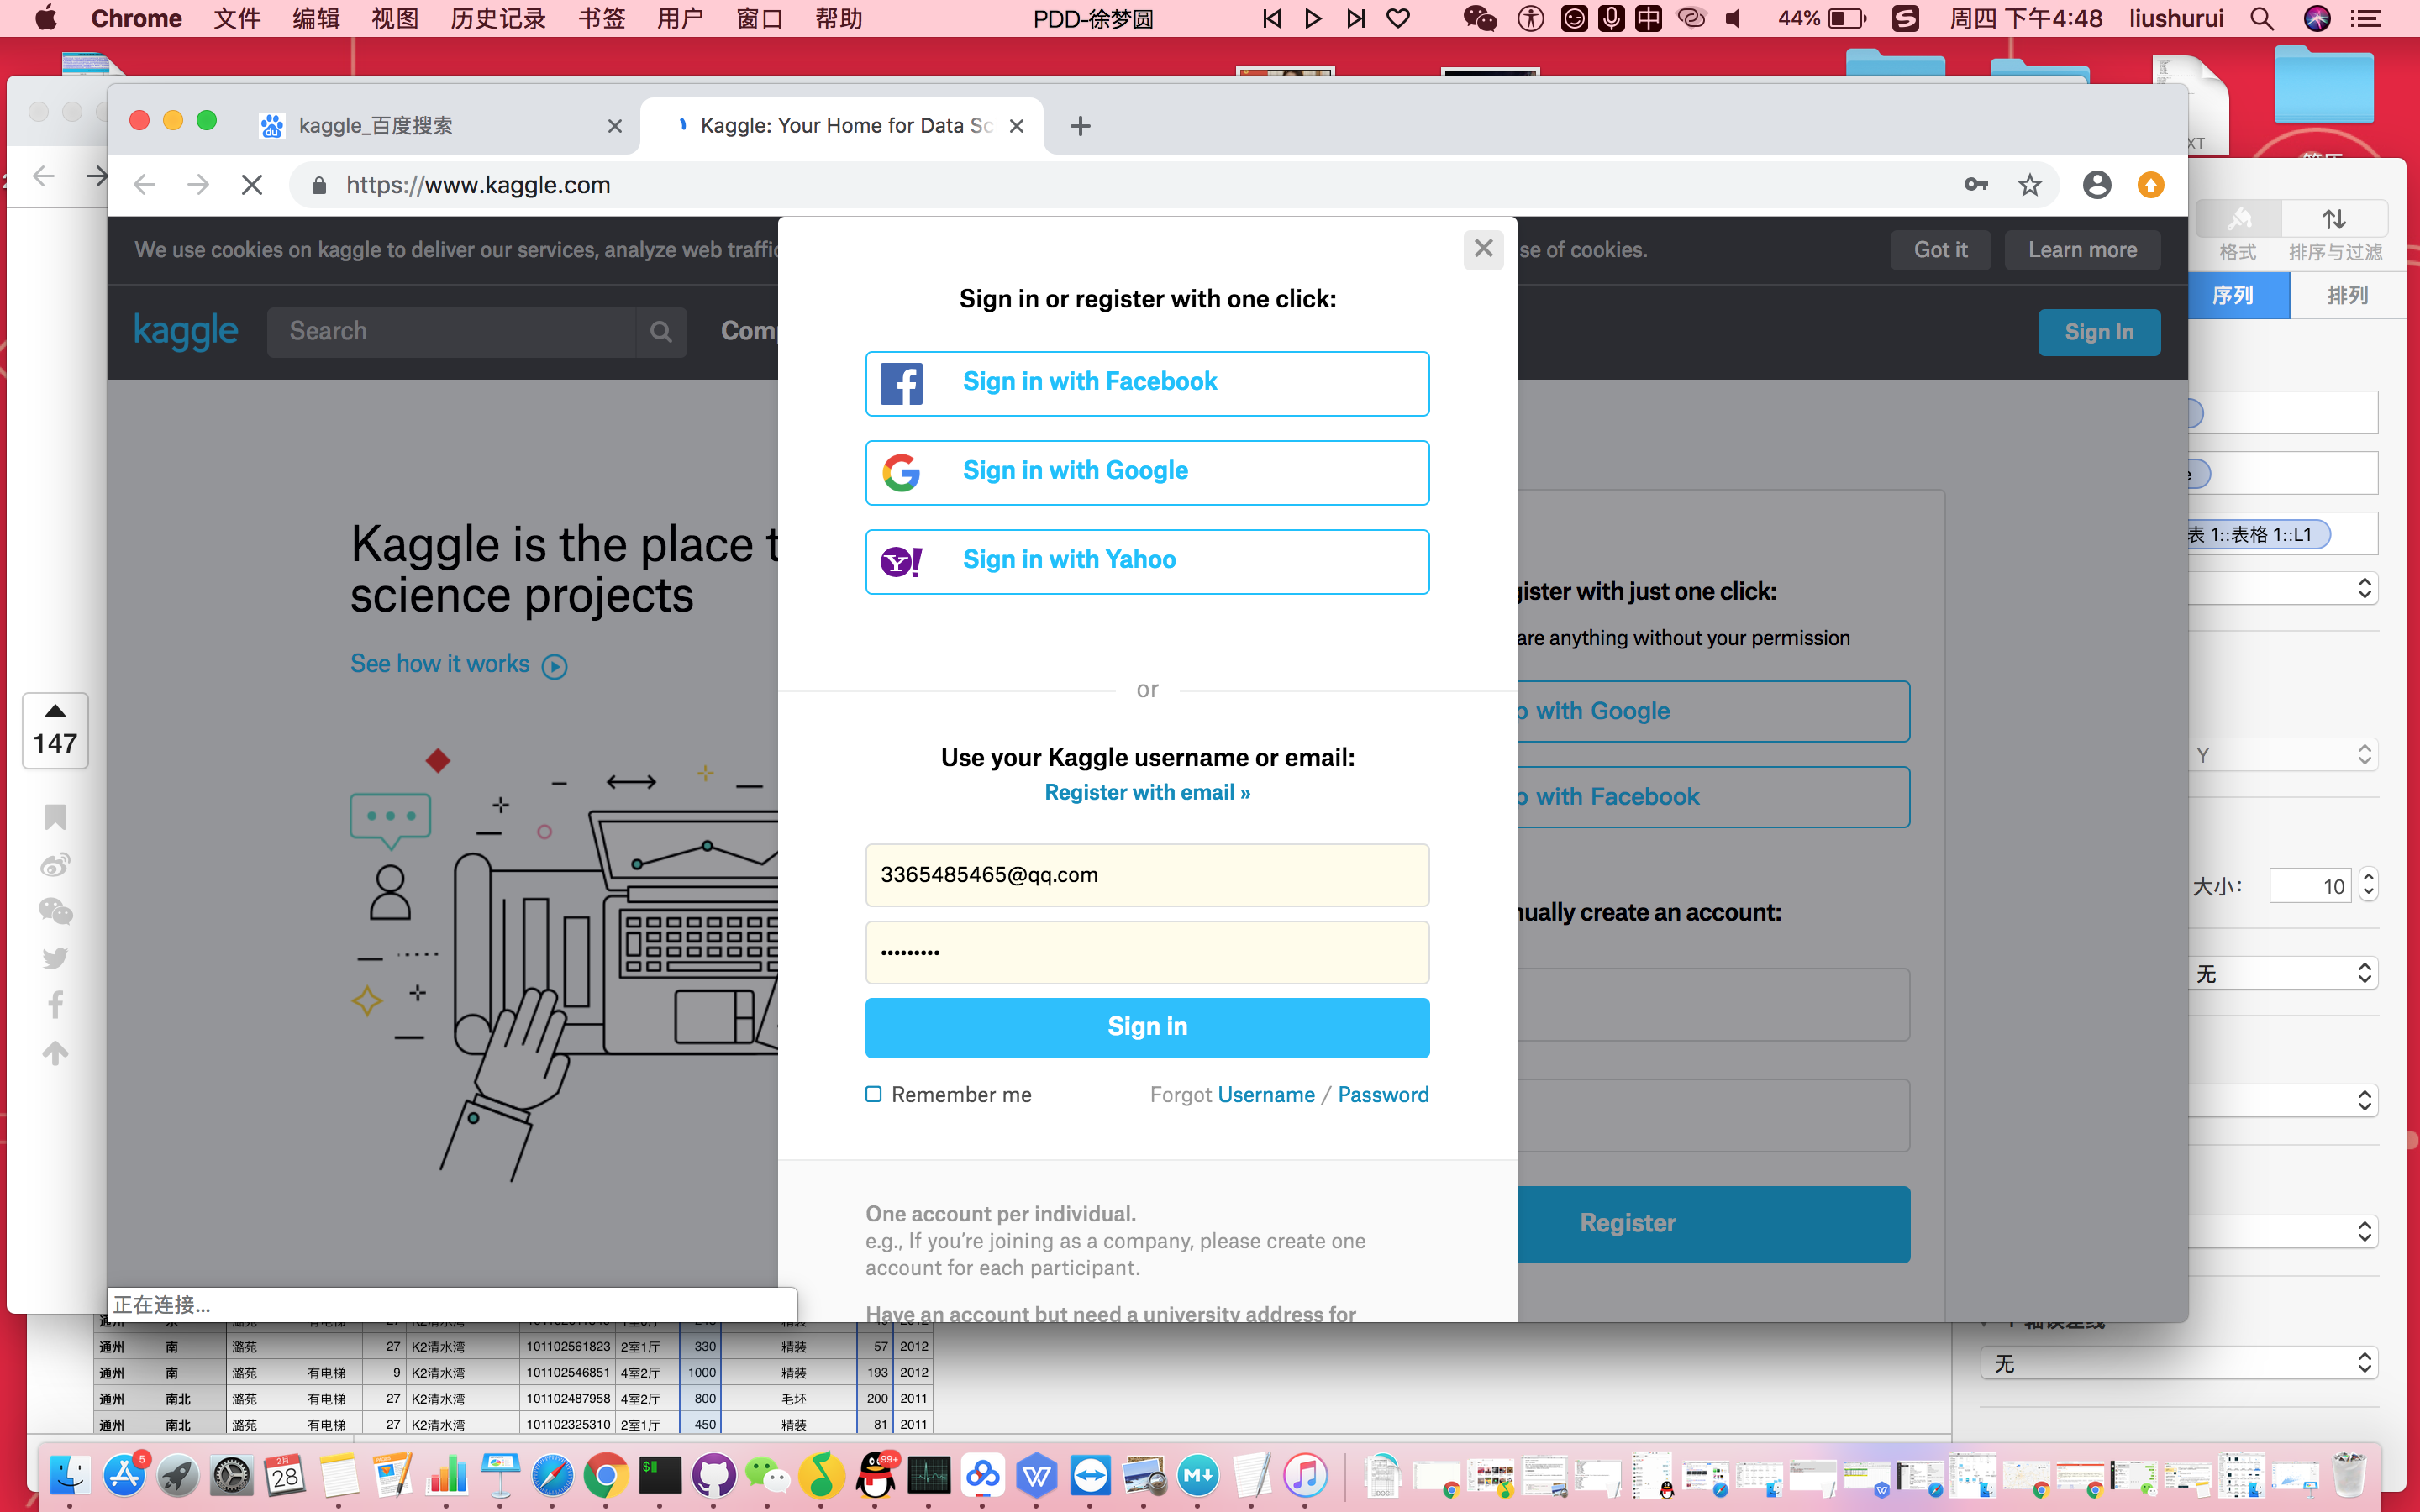 Chrome 文件 编辑 视图 历史记录 书签 用户 窗口 帮助 PDD-徐梦圆 中 44% 周四 下午4:48 liushurui
kaggle_百度搜索
Kaggle: Your Home for Data Sc
https://www.kaggle.com
We use cookies on kaggle to deliver our services, analyze web traffic
se of cookies.
Got it
Learn more
kaggle
Search
Comp
Sign In
Kaggle is the place t
science projects
See how it works
147
Sign in or register with one click:
Sign in with Facebook
Sign in with Google
Sign in with Yahoo
or
Use your Kaggle username or email:
Register with email »
3365485465@qq.com
•••••••••
Sign in
Remember me
Forgot Username / Password
One account per individual.
e.g., If you're joining as a company, please create one
account for each participant.
Have an account but need a university address for
gister with just one click:
are anything without your permission
p with Google
p with Facebook
nually create an account:
Register
XT
格式
排序与过滤
序列
排列
表 1::表格 1::L1
Y
大小:
10
无
无
正在连接...
通州 南 潞苑 27 K2清水湾 101102561823 2室1厅 330 精装 57 2012
通州 南 潞苑 有电梯 9 K2清水湾 101102546851 4室2厅 1000 精装 193 2012
通州 南北 潞苑 有电梯 27 K2清水湾 101102487958 4室2厅 800 毛坯 200 2011
通州 南北 潞苑 有电梯 27 K2清水湾 101102325310 2室1厅 450 精装 81 2011
5
2月
28
99+